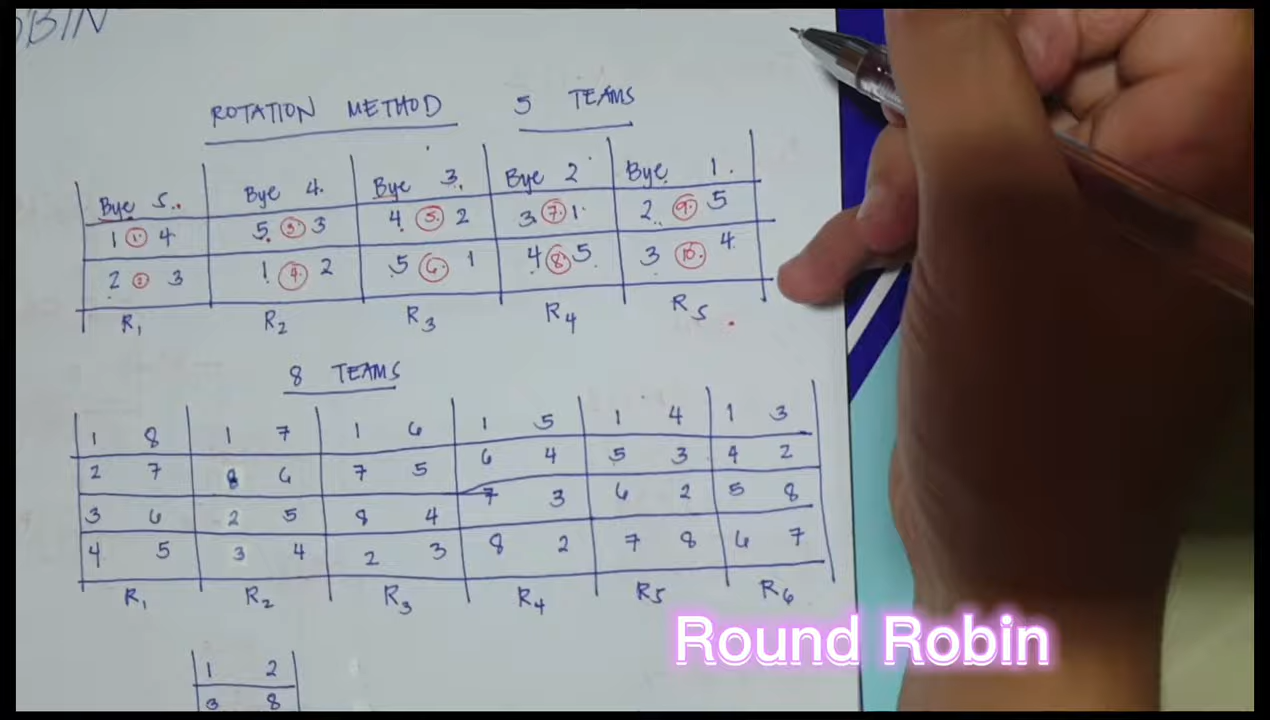 OBIN
ROTATION METHOD 5 TEAMS
Bye 5. Bye 4. Bye 3. Bye 2 Bye 1.
1 1 4 5 3 3 4 5 2 3 7 1 2 9 5
2 2 3 1 4 2 5 6 1 4 8 5 3 10 4
R1 R2 R3 R4 R5
8 TEAMS
1 8 1 7 1 6 1 5 1 4 1 3
2 7 8 6 7 5 6 4 5 3 4 2
3 6 2 5 8 4 7 3 6 2 5 8
4 5 3 4 2 3 8 2 7 8 6 7
R1 R2 R3 R4 R5 R6
Round Robin
1 2
3 8